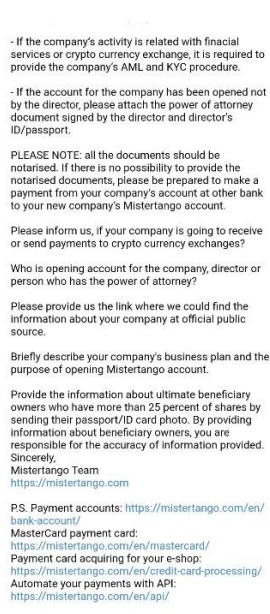 - If the company's activity is related with finacial
services or crypto currency exchange, it is required to
provide the company's AML and KYC procedure.
- If the account for the company has been opened not
by the director, please attach the power of attorney
document signed by the director and director's
ID/passport.
PLEASE NOTE: all the documents should be
notarised. If there is no possibility to provide the
notarised documents, please be prepared to make a
payment from your company's account at other bank
to your new company's Mistertango account.
Please inform us, if your company is going to receive
or send payments to crypto currency exchanges?
Who is opening account for the company, director or
person who has the power of attorney?
Please provide us the link where we could find the
information about your company at official public
source.
Briefly describe your company's business plan and the
purpose of opening Mistertango account.
Provide the information about ultimate beneficiary
owners who have more than 25 percent of shares by
sending their passport/ID card photo. By providing
information about beneficiary owners, you are
responsible for the accuracy of information provided.
Sincerely,
Mistertango Team
https://mistertango.com
P.S. Payment accounts: https://mistertango.com/en/
bank-account/
MasterCard payment card:
https://mistertango.com/en/mastercard/
Payment card acquiring for your e-shop:
https://mistertango.com/en/credit-card-processing/
Automate your payments with API:
https://mistertango.com/en/api/